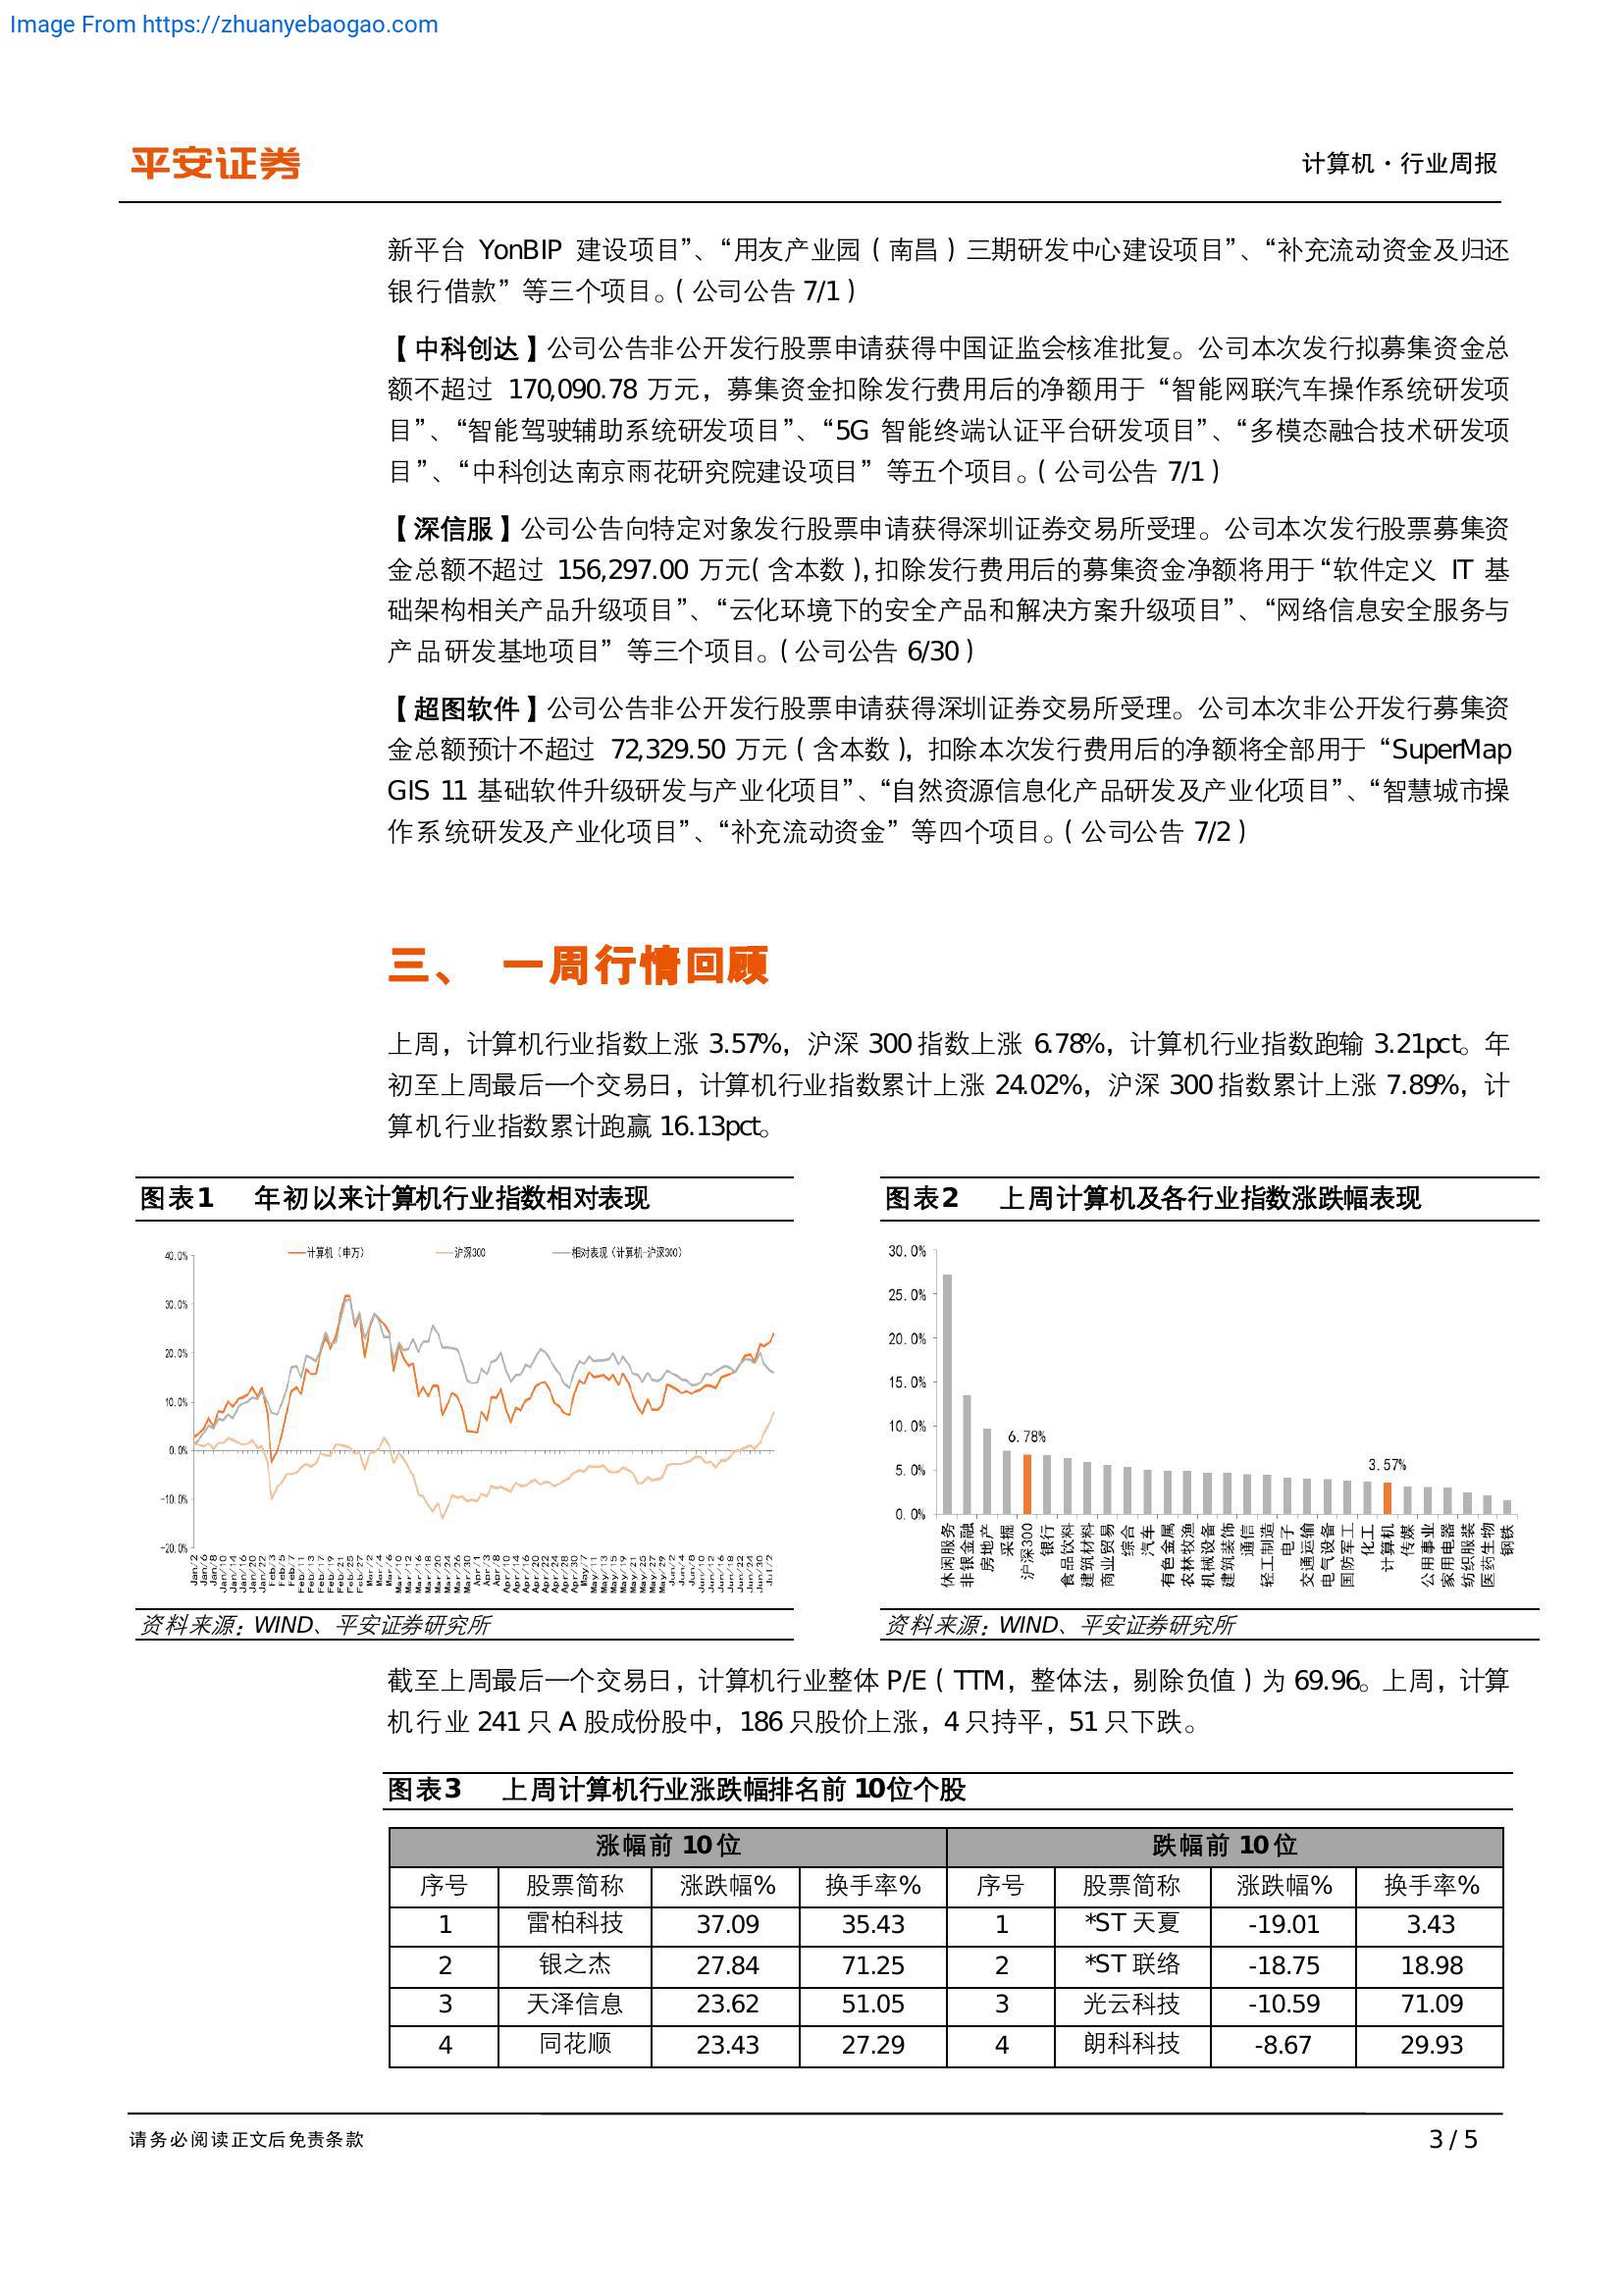 Image From https://zhuanyebaogao.com
平安证券
计算机·行业周报
新平台 YonBIP 建设项目”、“用友产业园（南昌）三期研发中心建设项目”、“补充流动资金及归还
银行借款”等三个项目。（公司公告 7/1）
【中科创达】公司公告非公开发行股票申请获得中国证监会核准批复。公司本次发行拟募集资金总
额不超过 170,090.78 万元，募集资金扣除发行费用后的净额用于“智能网联汽车操作系统研发项
目”、“智能驾驶辅助系统研发项目”、“5G 智能终端认证平台研发项目”、“多模态融合技术研发项
目”、“中科创达南京雨花研究院建设项目”等五个项目。（公司公告 7/1）
【深信服】公司公告向特定对象发行股票申请获得深圳证券交易所受理。公司本次发行股票募集资
金总额不超过 156,297.00 万元(含本数),扣除发行费用后的募集资金净额将用于“软件定义 IT 基
础架构相关产品升级项目”、“云化环境下的安全产品和解决方案升级项目”、“网络信息安全服务与
产品研发基地项目”等三个项目。（公司公告 6/30）
【超图软件】公司公告非公开发行股票申请获得深圳证券交易所受理。公司本次非公开发行募集资
金总额预计不超过 72,329.50 万元（含本数），扣除本次发行费用后的净额将全部用于“SuperMap
GIS 11 基础软件升级研发与产业化项目”、“自然资源信息化产品研发及产业化项目”、“智慧城市操
作系统研发及产业化项目”、“补充流动资金”等四个项目。（公司公告 7/2）
三、 一周行情回顾
上周，计算机行业指数上涨 3.57%，沪深 300 指数上涨 6.78%，计算机行业指数跑输 3.21pct。年
初至上周最后一个交易日，计算机行业指数累计上涨 24.02%，沪深 300 指数累计上涨 7.89%，计
算机行业指数累计跑赢 16.13pct。
图表1 年初以来计算机行业指数相对表现
计算机（申万） 沪深300 相对表现（计算机-沪深300）
40.0%
30.0%
20.0%
10.0%
0.0%
-10.0%
-20.0%
Jan/2 Jan/6 Jan/8 Jan/10 Jan/14 Jan/16 Jan/20 Jan/22 Feb/3 Feb/5 Feb/7 Feb/11 Feb/13 Feb/17 Feb/19 Feb/21 Feb/25 Feb/27 Mar/2 Mar/4 Mar/6 Mar/10 Mar/12 Mar/16 Mar/18 Mar/20 Mar/24 Mar/26 Mar/30 Apr/1 Apr/3 Apr/8 Apr/10 Apr/14 Apr/16 Apr/20 Apr/22 Apr/24 Apr/28 Apr/30 May/7 May/11 May/13 May/15 May/19 May/21 May/25 May/27 May/29 Jun/2 Jun/4 Jun/8 Jun/10 Jun/12 Jun/16 Jun/18 Jun/22 Jun/24 Jun/30 Jul/2
资料来源：WIND、平安证券研究所
图表2 上周计算机及各行业指数涨跌幅表现
30.0%
25.0%
20.0%
15.0%
10.0%
5.0%
0.0%
6.78%
3.57%
休闲服务 非银金融 房地产 采掘 沪深300 银行 食品饮料 建筑材料 商业贸易 综合 汽车 有色金属 农林牧渔 机械设备 建筑装饰 通信 轻工制造 电子 交通运输 电气设备 国防军工 化工 计算机 传媒 公用事业 家用电器 纺织服装 医药生物 钢铁
资料来源：WIND、平安证券研究所
截至上周最后一个交易日，计算机行业整体 P/E（TTM，整体法，剔除负值）为 69.96。上周，计算
机行业 241 只 A 股成份股中，186 只股价上涨，4 只持平，51 只下跌。
图表3 上周计算机行业涨跌幅排名前 10位个股
涨幅前 10 位 跌幅前 10 位
序号 股票简称 涨跌幅% 换手率% 序号 股票简称 涨跌幅% 换手率%
1 雷柏科技 37.09 35.43 1 *ST 天夏 -19.01 3.43
2 银之杰 27.84 71.25 2 *ST 联络 -18.75 18.98
3 天泽信息 23.62 51.05 3 光云科技 -10.59 71.09
4 同花顺 23.43 27.29 4 朗科科技 -8.67 29.93
请务必阅读正文后免责条款
3 / 5